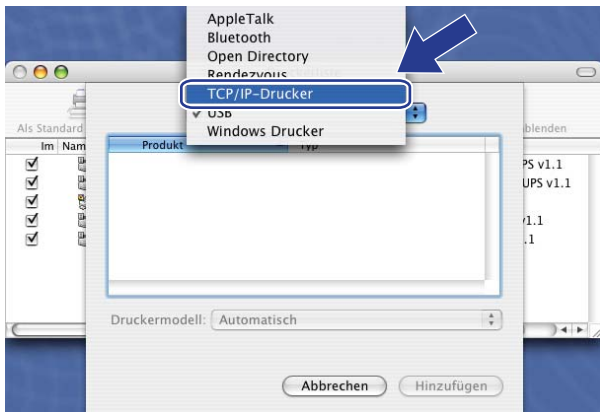 AppleTalk
Bluetooth
Open Directory
Rendezvous
TCP/IP-Drucker
✓ USB
Windows Drucker
Als Standard
blenden
Im Nam
Produkt Typ
PS v1.1
UPS v1.1
v1.1
.1
Druckermodell: Automatisch
Abbrechen Hinzufügen